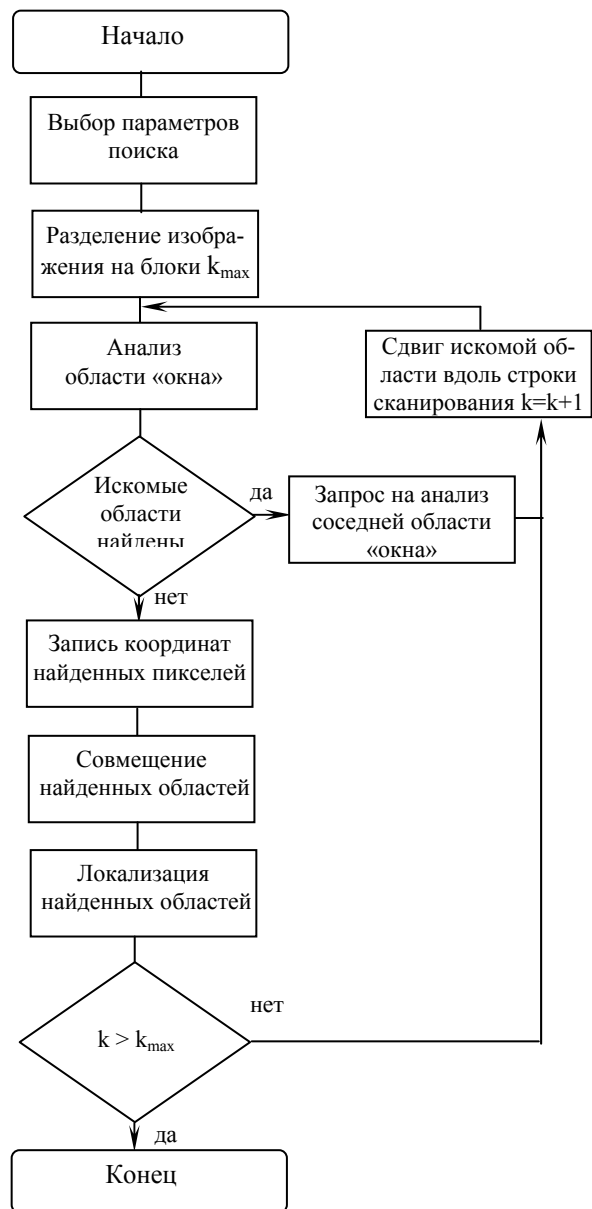 Начало
Выбор параметров
поиска
Разделение изобра-
жения на блоки k_max
Анализ
области «окна»
Сдвиг искомой об-
ласти вдоль строки
сканирования k=k+1
Искомые
области
найдены
да
Запрос на анализ
соседней области
«окна»
нет
Запись координат
найденных пикселей
Совмещение
найденных областей
Локализация
найденных областей
k > k_max
нет
да
Конец